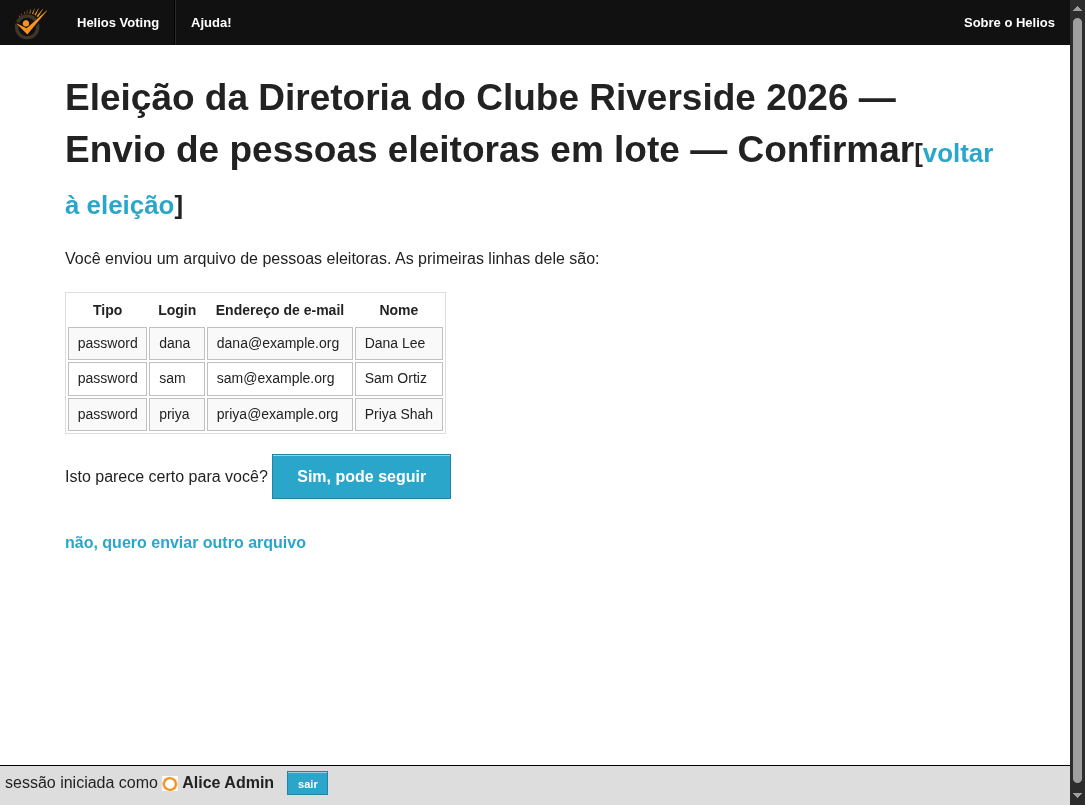 Helios Voting Ajuda! Sobre o Helios
Eleição da Diretoria do Clube Riverside 2026 —
Envio de pessoas eleitoras em lote — Confirmar[voltar
à eleição]
Você enviou um arquivo de pessoas eleitoras. As primeiras linhas dele são:
Tipo Login Endereço de e-mail Nome
password dana dana@example.org Dana Lee
password sam sam@example.org Sam Ortiz
password priya priya@example.org Priya Shah
Isto parece certo para você? Sim, pode seguir
não, quero enviar outro arquivo
sessão iniciada como Alice Admin sair